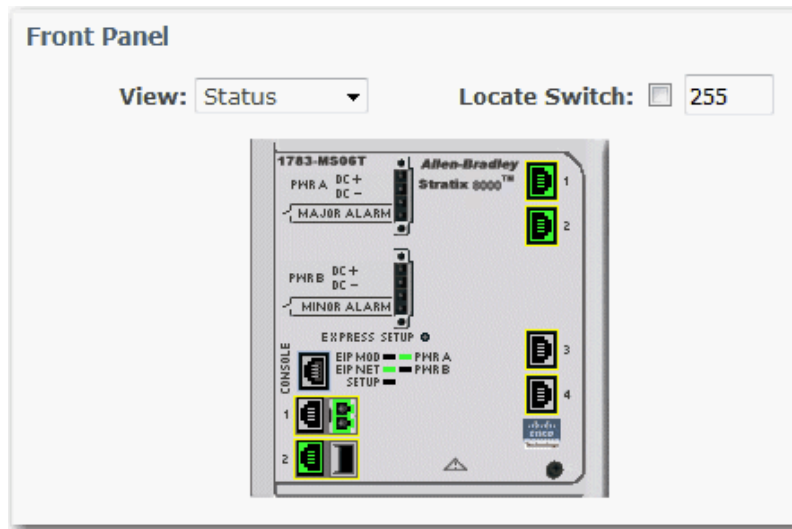 Front Panel
View: Status
Locate Switch: 255
1783-MS06T
Allen-Bradley
Stratix 8000™
PWR A DC +
DC -
MAJOR ALARM
1
2
PWR B DC +
DC -
MINOR ALARM
EXPRESS SETUP
CONSOLE
EIP MOD PWR A
EIP NET PWR B
SETUP
3
4
1
2
CISCO
Technology